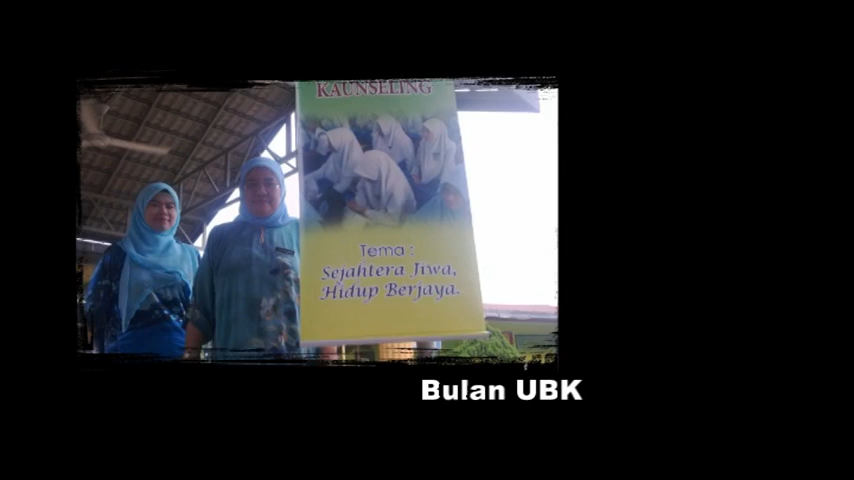 KAUNSELING
Tema :
Sejahtera Jiwa,
Hidup Berjaya.
Bulan UBK